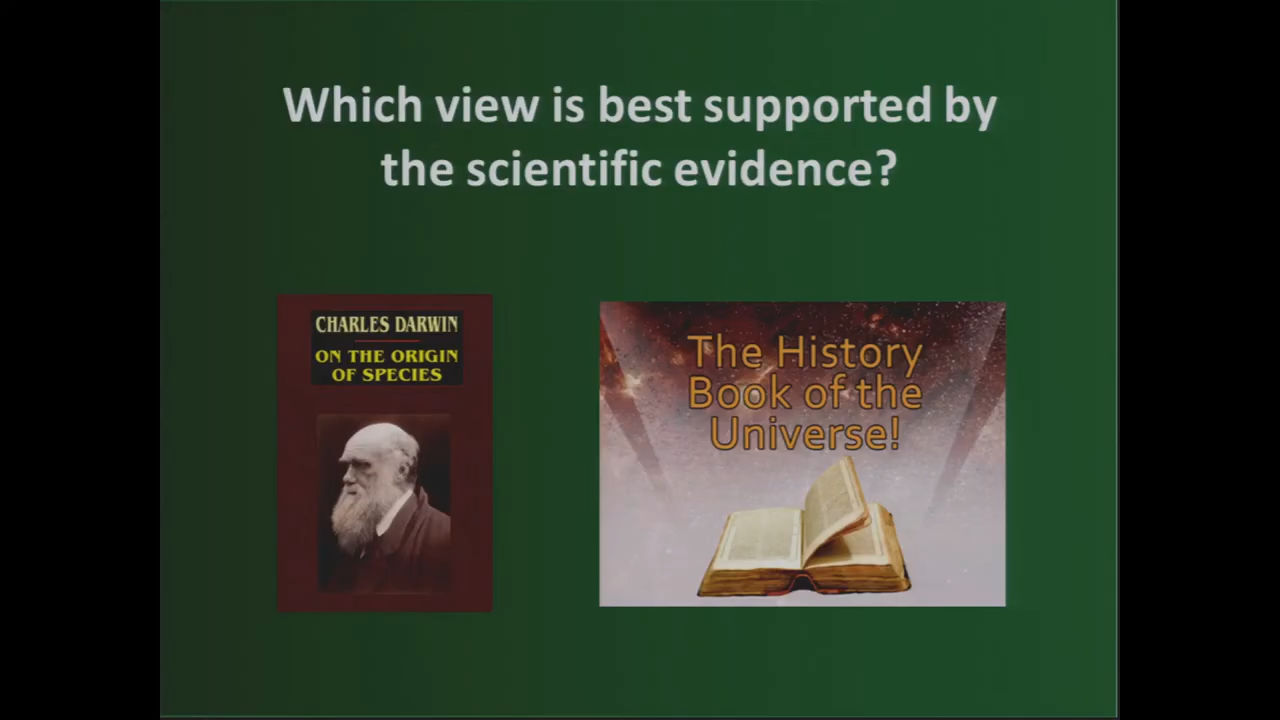 Which view is best supported by
the scientific evidence?
CHARLES DARWIN
ON THE ORIGIN
OF SPECIES
The History
Book of the
Universe!